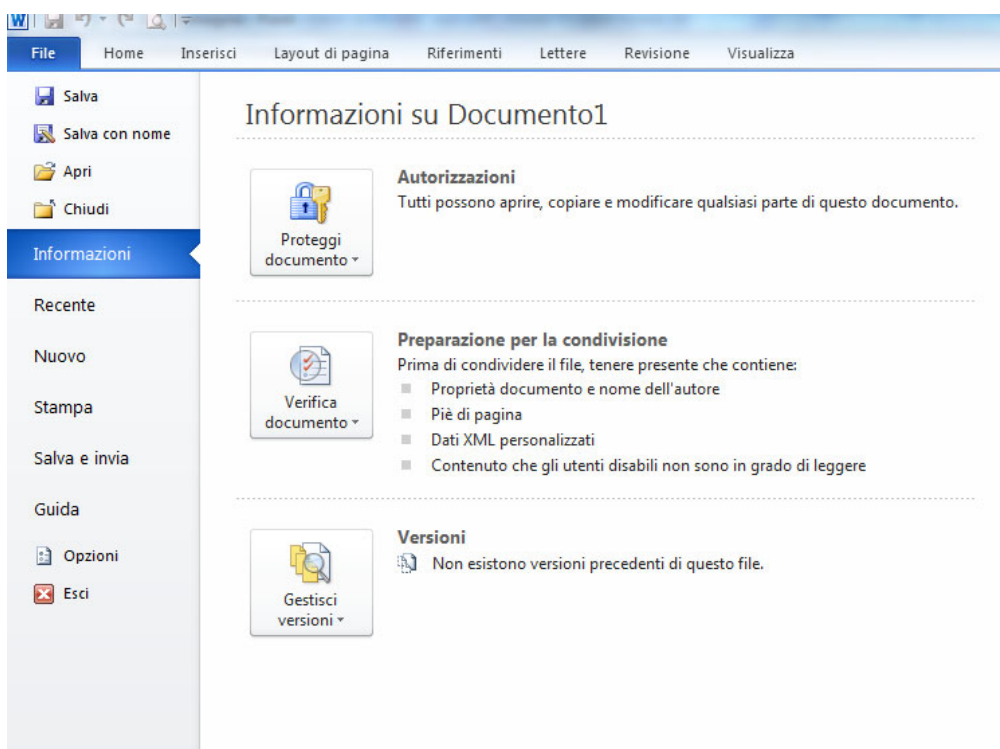 W
File Home Inserisci Layout di pagina Riferimenti Lettere Revisione Visualizza
Salva
Salva con nome
Apri
Chiudi
Informazioni
Recente
Nuovo
Stampa
Salva e invia
Guida
Opzioni
Esci
Informazioni su Documento1
Proteggi
documento
Autorizzazioni
Tutti possono aprire, copiare e modificare qualsiasi parte di questo documento.
Verifica
documento
Preparazione per la condivisione
Prima di condividere il file, tenere presente che contiene:
Proprietà documento e nome dell'autore
Piè di pagina
Dati XML personalizzati
Contenuto che gli utenti disabili non sono in grado di leggere
Gestisci
versioni
Versioni
Non esistono versioni precedenti di questo file.